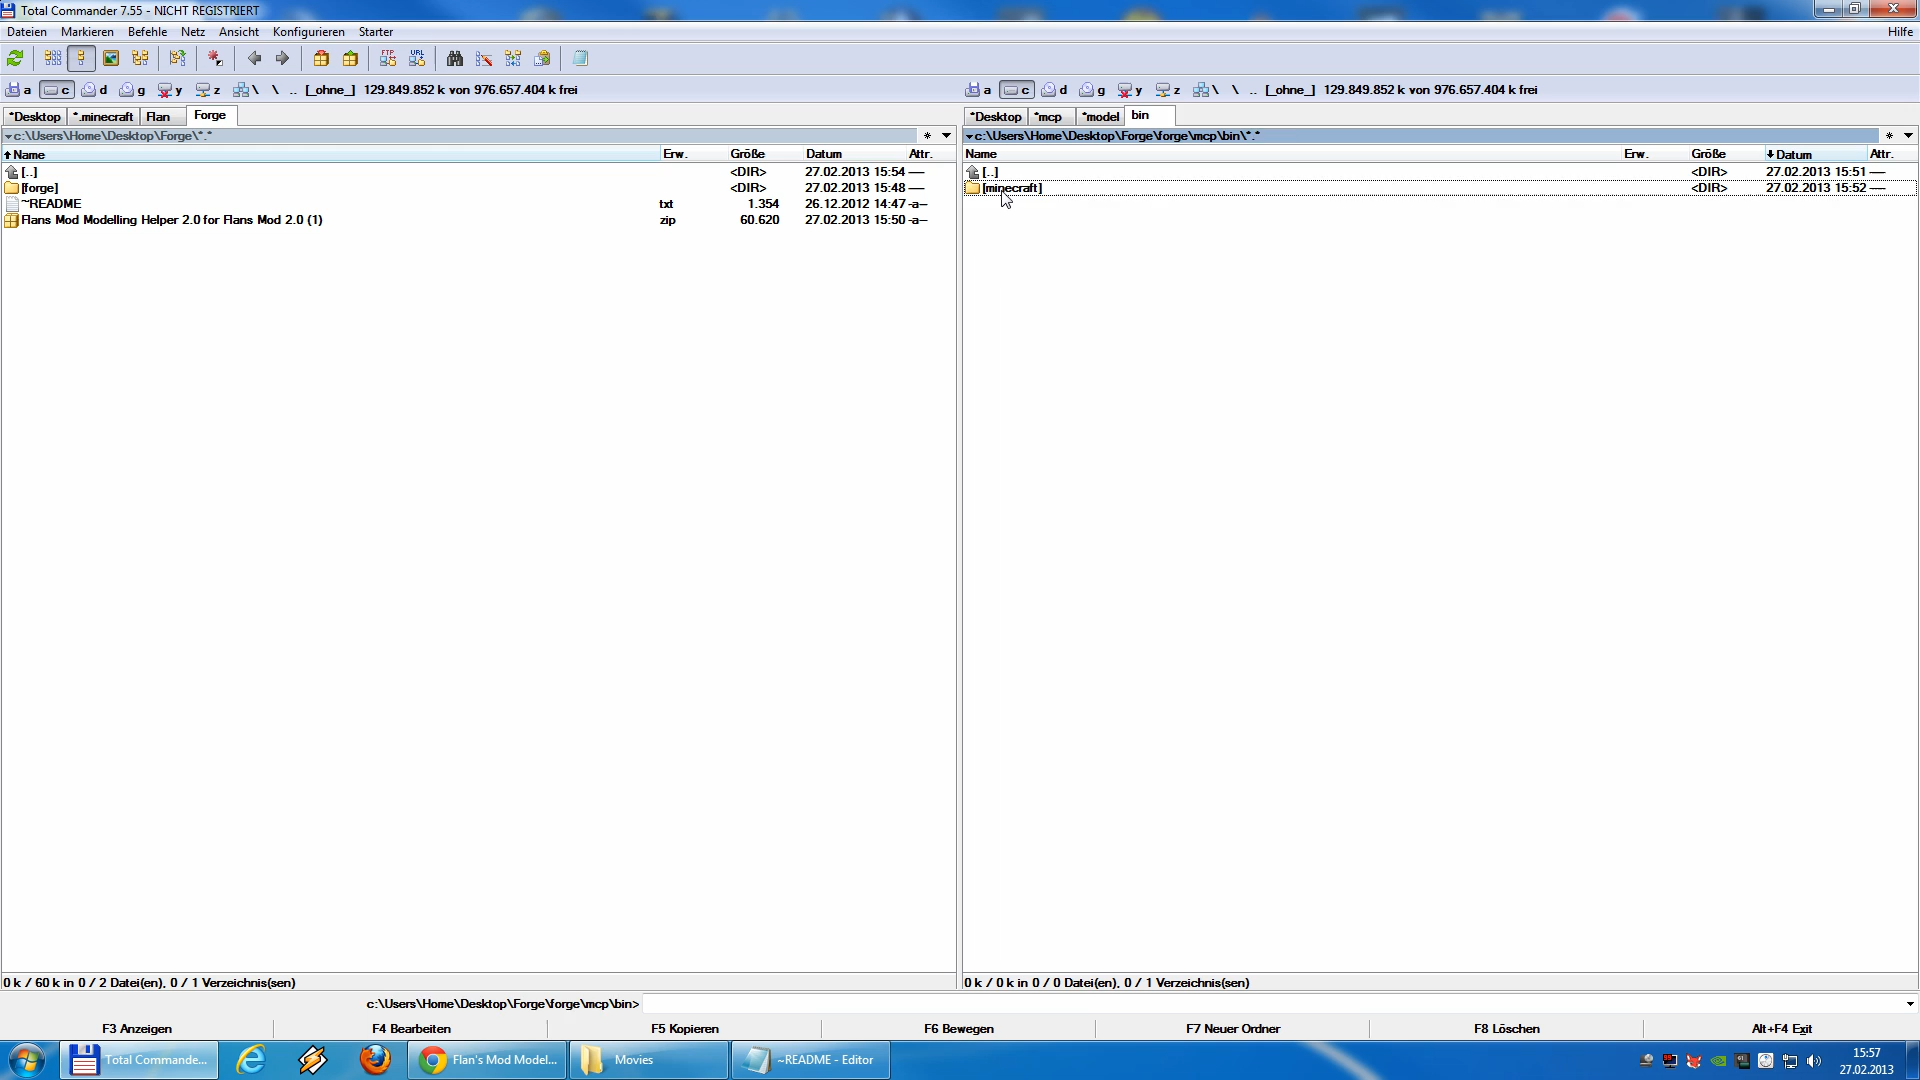 Total Commander 7.55 - NICHT REGISTRIERT
Dateien Markieren Befehle Netz Ansicht Konfigurieren Starter Hilfe
FTP URL
a c d g y z \ \ .. [_ohne_] 129.849.852 k von 976.657.404 k frei
a c d g y z \ \ .. [_ohne_] 129.849.852 k von 976.657.404 k frei
*Desktop *.minecraft Flan Forge
*Desktop *mcp *model bin
c:\Users\Home\Desktop\Forge\*.* * 
c:\Users\Home\Desktop\Forge\forge\mcp\bin\*.* *
Name Erw. Größe Datum Attr.
[..] <DIR> 27.02.2013 15:54 ----
[forge] <DIR> 27.02.2013 15:48 ----
~README txt 1.354 26.12.2012 14:47 -a--
Flans Mod Modelling Helper 2.0 for Flans Mod 2.0 (1) zip 60.620 27.02.2013 15:50 -a--
Name Erw. Größe Datum Attr.
[..] <DIR> 27.02.2013 15:51 ----
[minecraft] <DIR> 27.02.2013 15:52 ----
0 k / 60 k in 0 / 2 Datei(en), 0 / 1 Verzeichnis(sen)
0 k / 0 k in 0 / 0 Datei(en), 0 / 1 Verzeichnis(sen)
c:\Users\Home\Desktop\Forge\forge\mcp\bin>
F3 Anzeigen F4 Bearbeiten F5 Kopieren F6 Bewegen F7 Neuer Ordner F8 Löschen Alt+F4 Exit
Total Commande... Flan's Mod Model... Movies ~README - Editor
15:57
27.02.2013